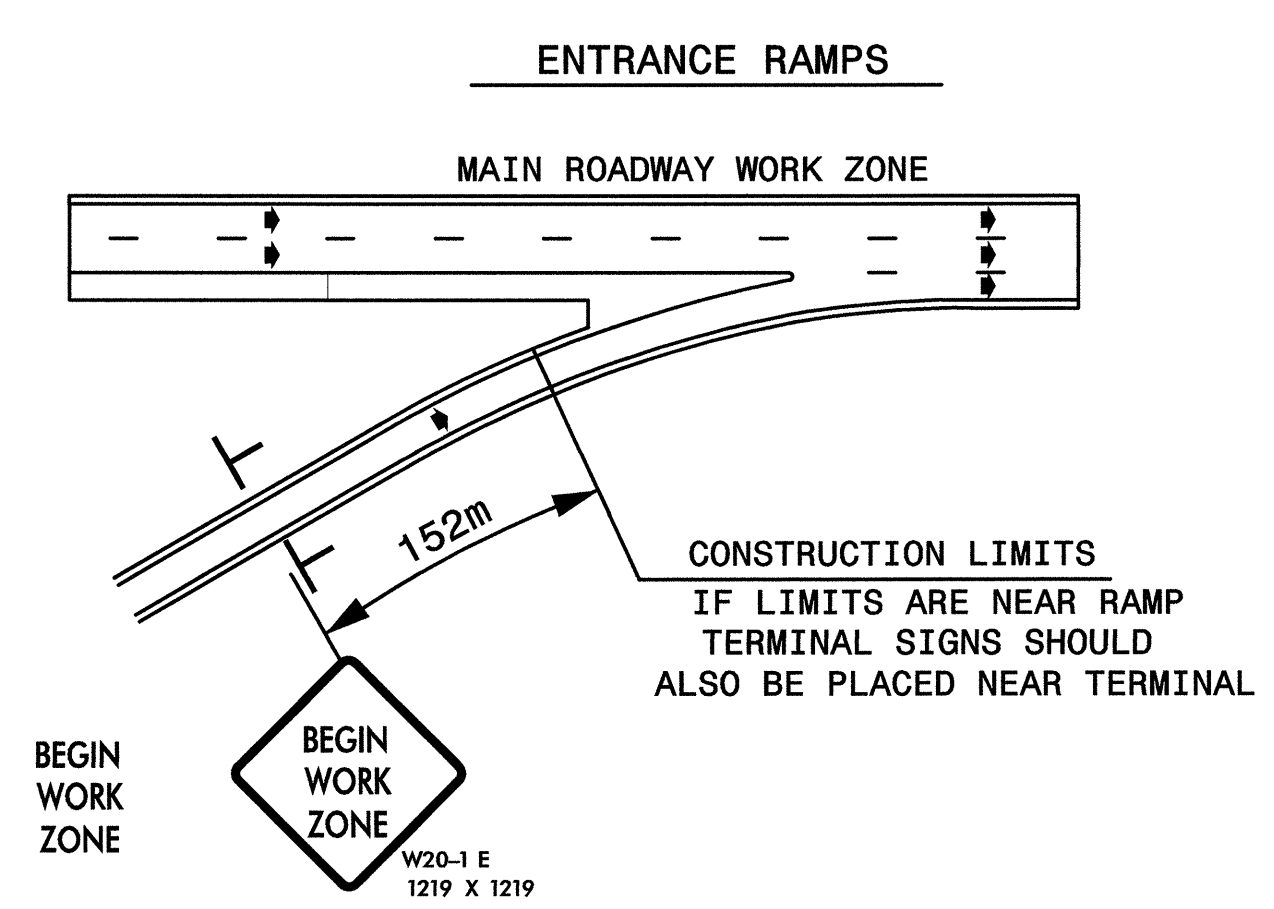 ENTRANCE RAMPS
MAIN ROADWAY WORK ZONE
152m
CONSTRUCTION LIMITS
IF LIMITS ARE NEAR RAMP
TERMINAL SIGNS SHOULD
ALSO BE PLACED NEAR TERMINAL
BEGIN
WORK
ZONE
BEGIN
WORK
ZONE
W20-1 E
1219 X 1219